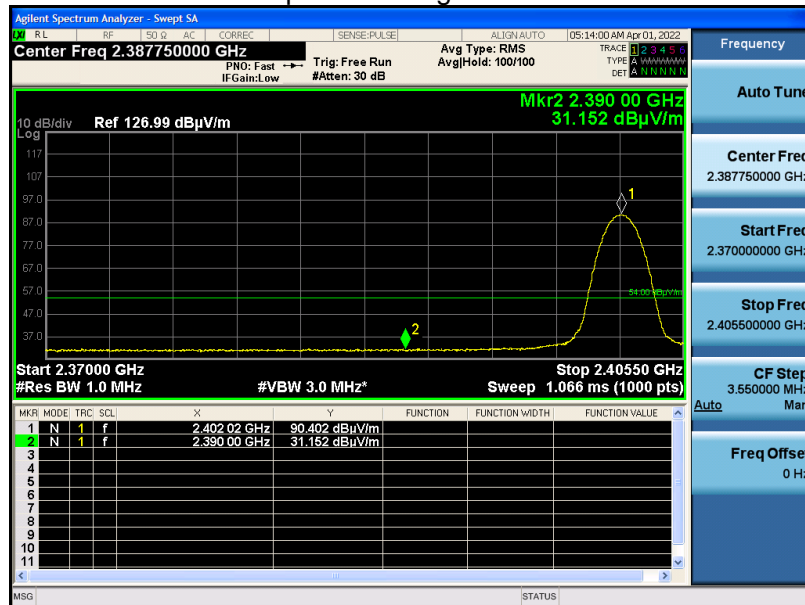 Agilent Spectrum Analyzer - Swept SA
RL RF 50 Ω AC CORREC SENSE:PULSE ALIGN AUTO 05:14:00 AM Apr 01, 2022
Center Freq 2.387750000 GHz
PNO: Fast
IFGain:Low
Trig: Free Run
#Atten: 30 dB
Avg Type: RMS
Avg|Hold: 100/100
TRACE 1 2 3 4 5 6
TYPE A WWWWW
DET A N N N N N
Mkr2 2.390 00 GHz
31.152 dBµV/m
10 dB/div Ref 126.99 dBµV/m
Log
117
107
97.0
87.0
77.0
67.0
57.0
47.0
37.0
1
54.00 dBµV/m
2
Start 2.37000 GHz Stop 2.40550 GHz
#Res BW 1.0 MHz #VBW 3.0 MHz* Sweep 1.066 ms (1000 pts)
MKR MODE TRC SCL X Y FUNCTION FUNCTION WIDTH FUNCTION VALUE
1 N 1 f 2.402 02 GHz 90.402 dBµV/m
2 N 1 f 2.390 00 GHz 31.152 dBµV/m
3
4
5
6
7
8
9
10
11
MSG STATUS
Frequency
Auto Tune
Center Freq
2.387750000 GHz
Start Freq
2.370000000 GHz
Stop Freq
2.405500000 GHz
CF Step
3.550000 MHz
Auto Man
Freq Offset
0 Hz